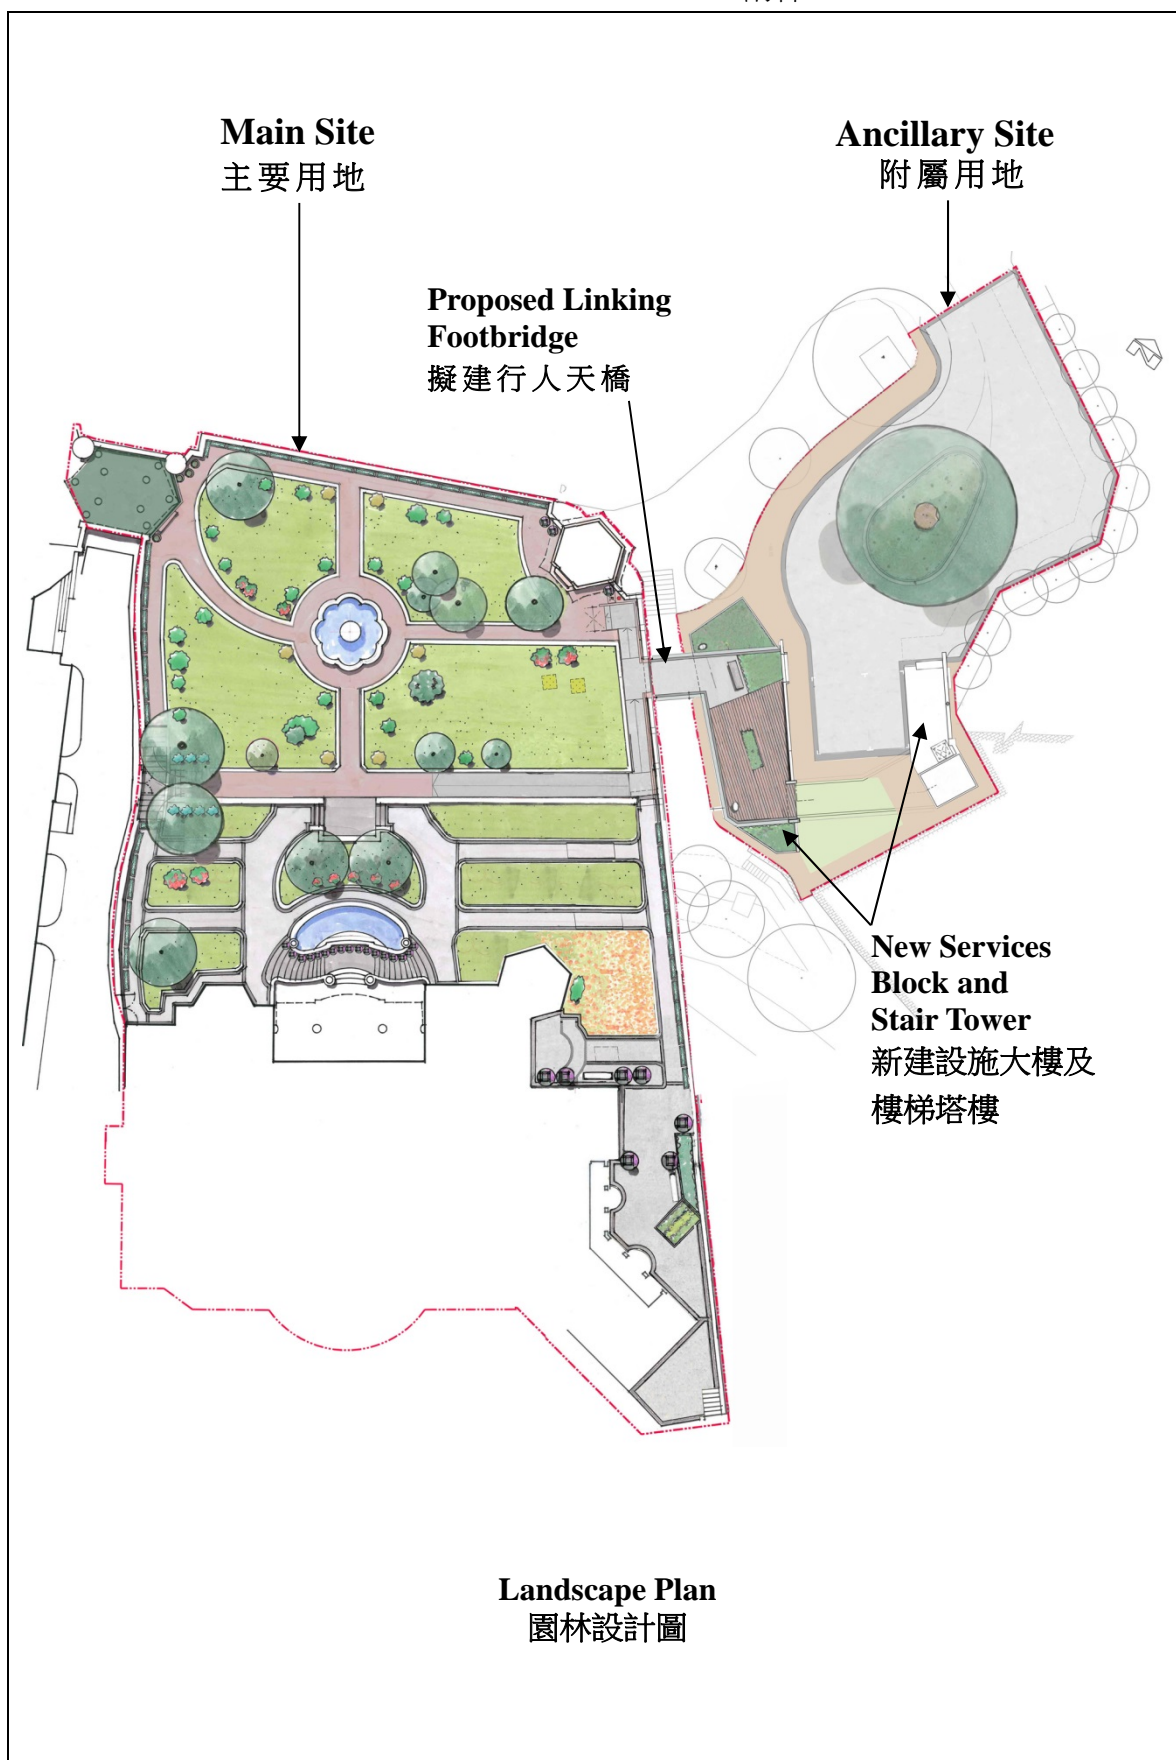 Main Site
主要用地
Ancillary Site
附屬用地
Proposed Linking
Footbridge
擬建行人天橋
New Services
Block and
Stair Tower
新建設施大樓及
樓梯塔樓
Landscape Plan
園林設計圖